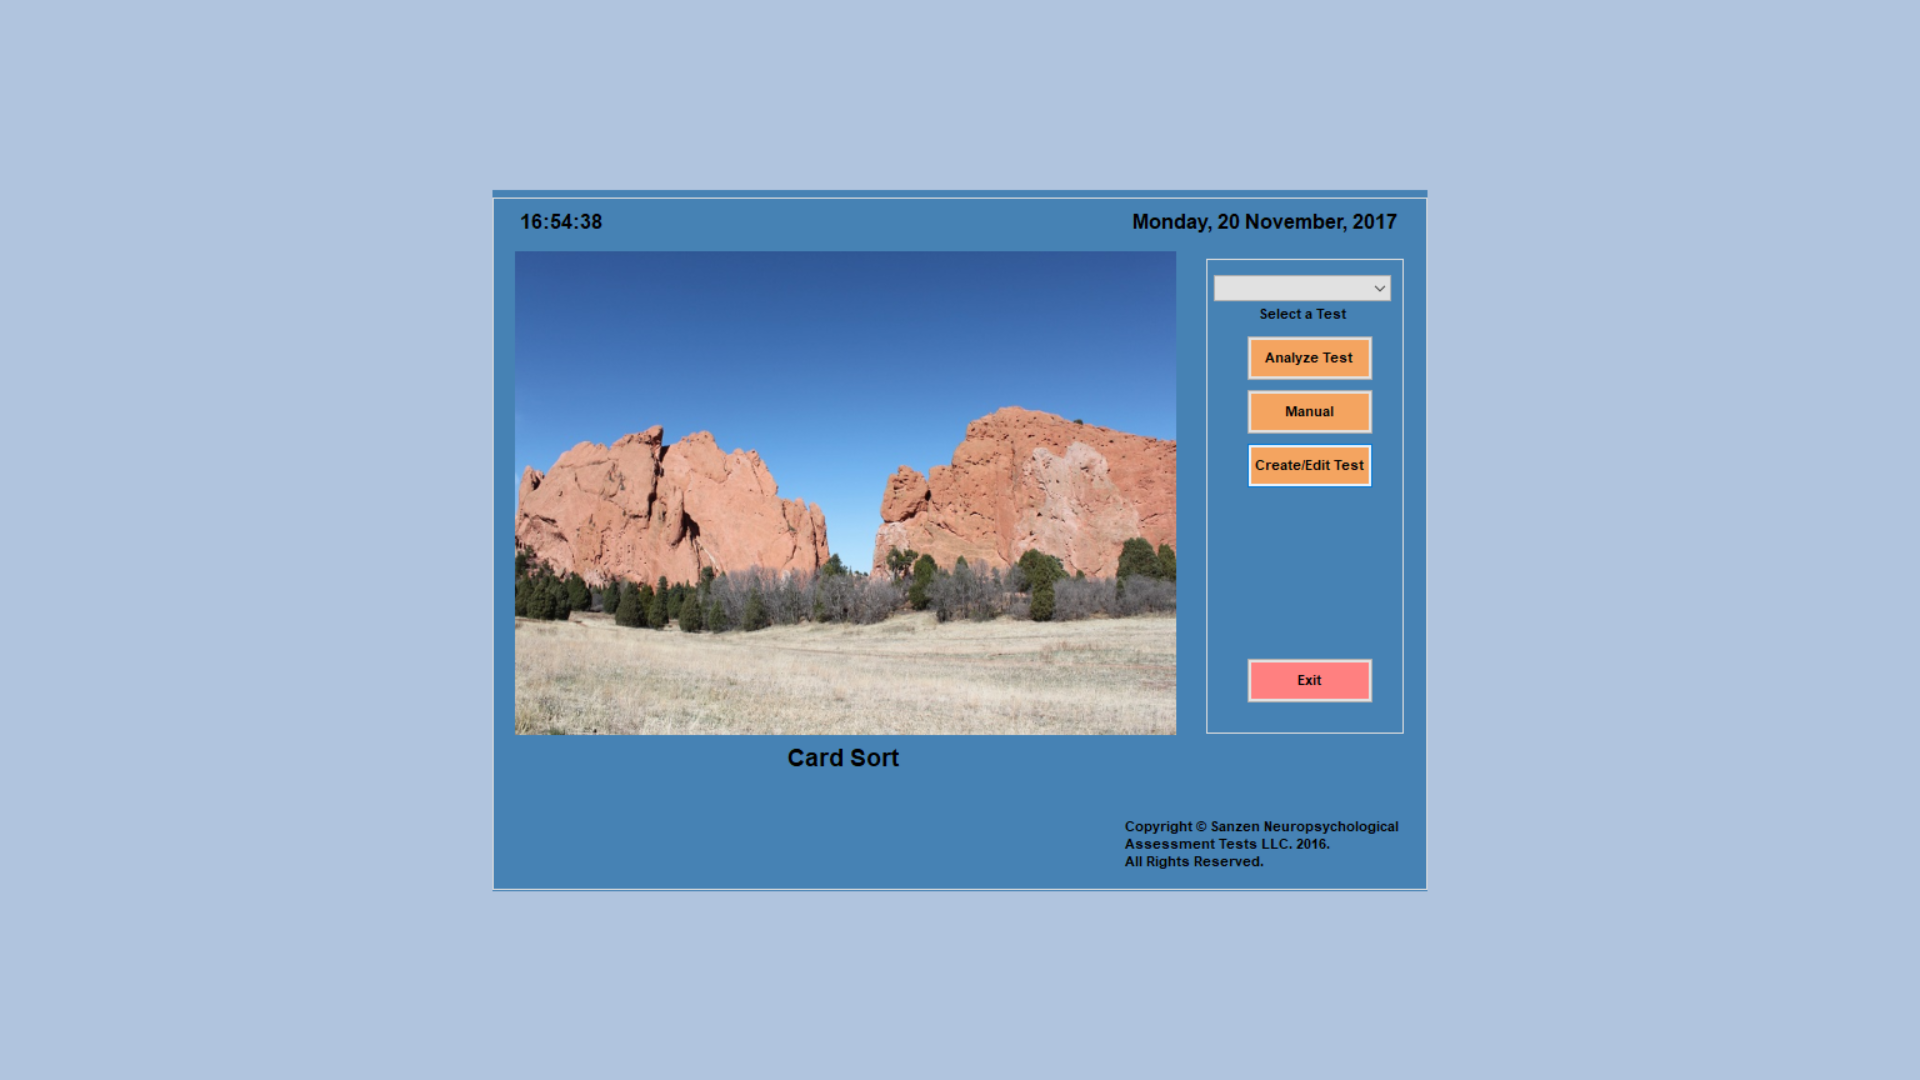 16:54:38
Monday, 20 November, 2017
Select a Test
Analyze Test
Manual
Create/Edit Test
Exit
Card Sort
Copyright © Sanzen Neuropsychological
Assessment Tests LLC. 2016.
All Rights Reserved.